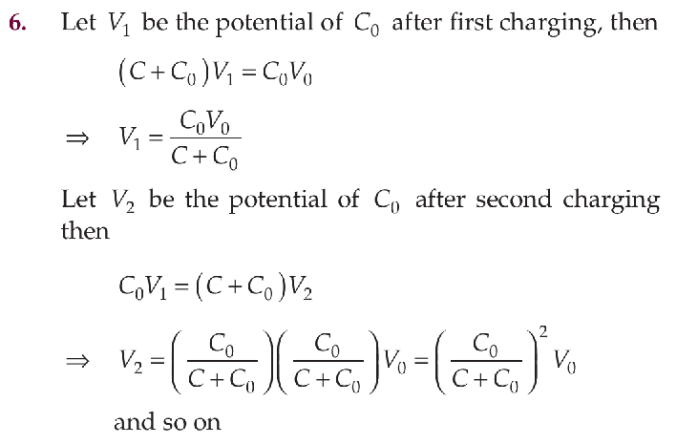 6. Let V₁ be the potential of C₀ after first charging, then
(C + C₀)V₁ = C₀V₀
⇒ V₁ = C₀V₀ / (C + C₀)
Let V₂ be the potential of C₀ after second charging
then
C₀V₁ = (C + C₀)V₂
⇒ V₂ = (C₀ / (C + C₀))(C₀ / (C + C₀))V₀ = (C₀ / (C + C₀))² V₀
and so on